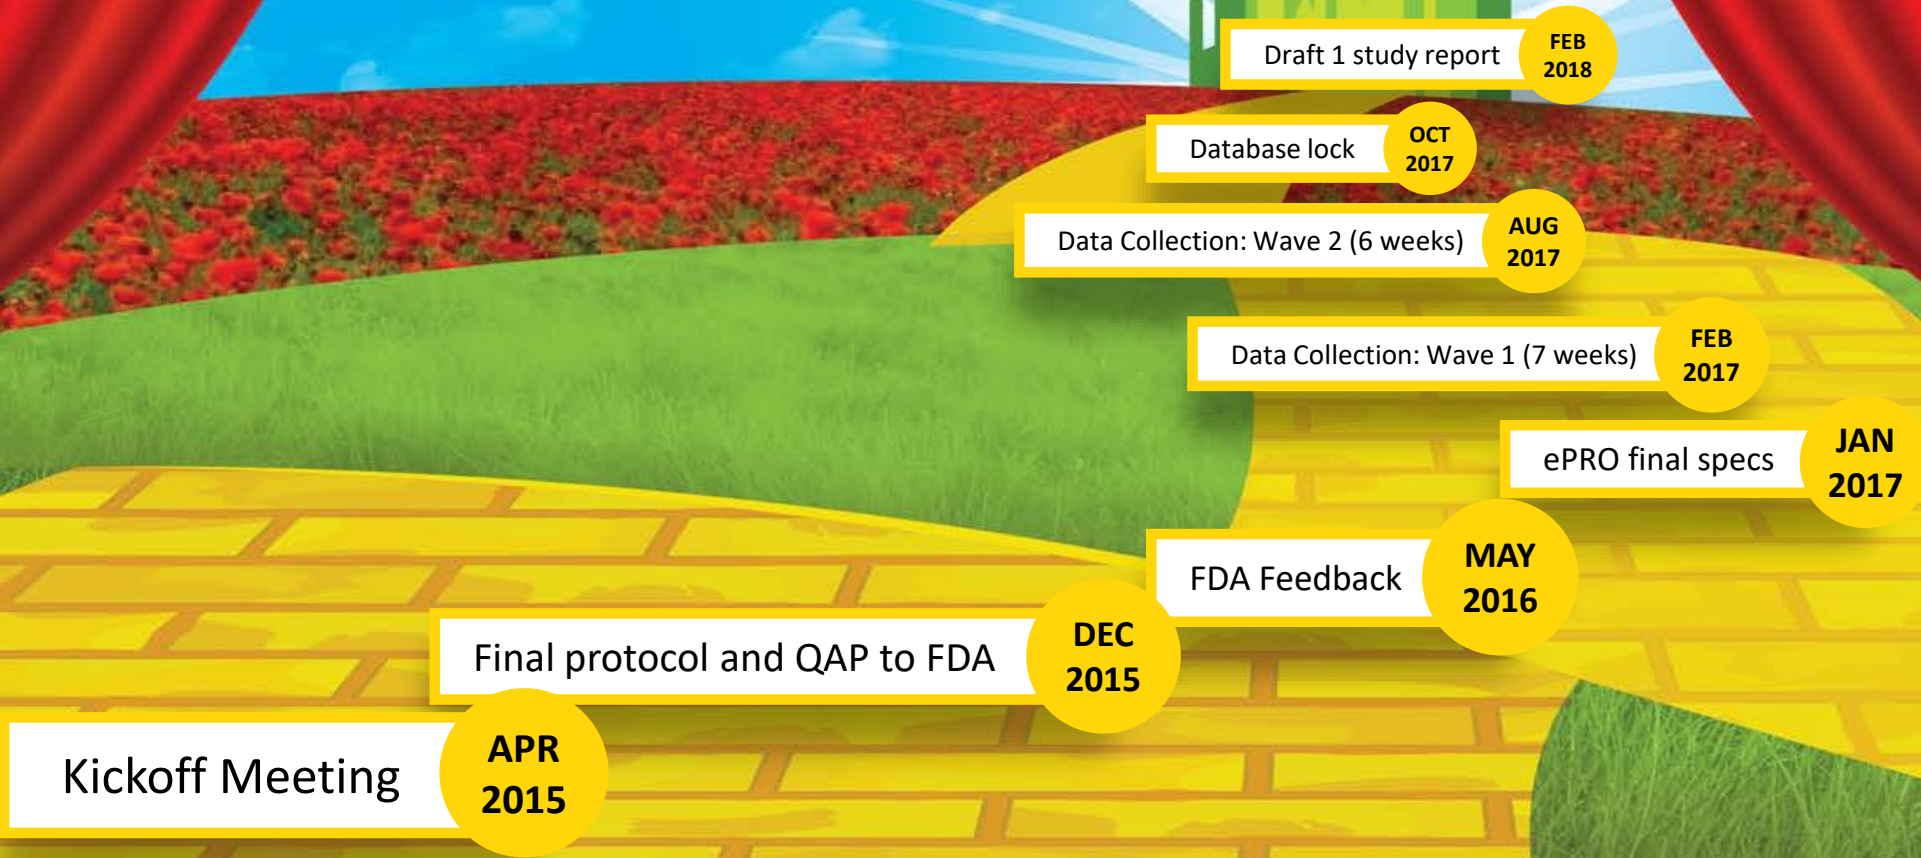 Draft 1 study report
FEB
2018
Database lock
OCT
2017
Data Collection: Wave 2 (6 weeks)
AUG
2017
Data Collection: Wave 1 (7 weeks)
FEB
2017
ePRO final specs
JAN
2017
FDA Feedback
MAY
2016
Final protocol and QAP to FDA
DEC
2015
Kickoff Meeting
APR
2015